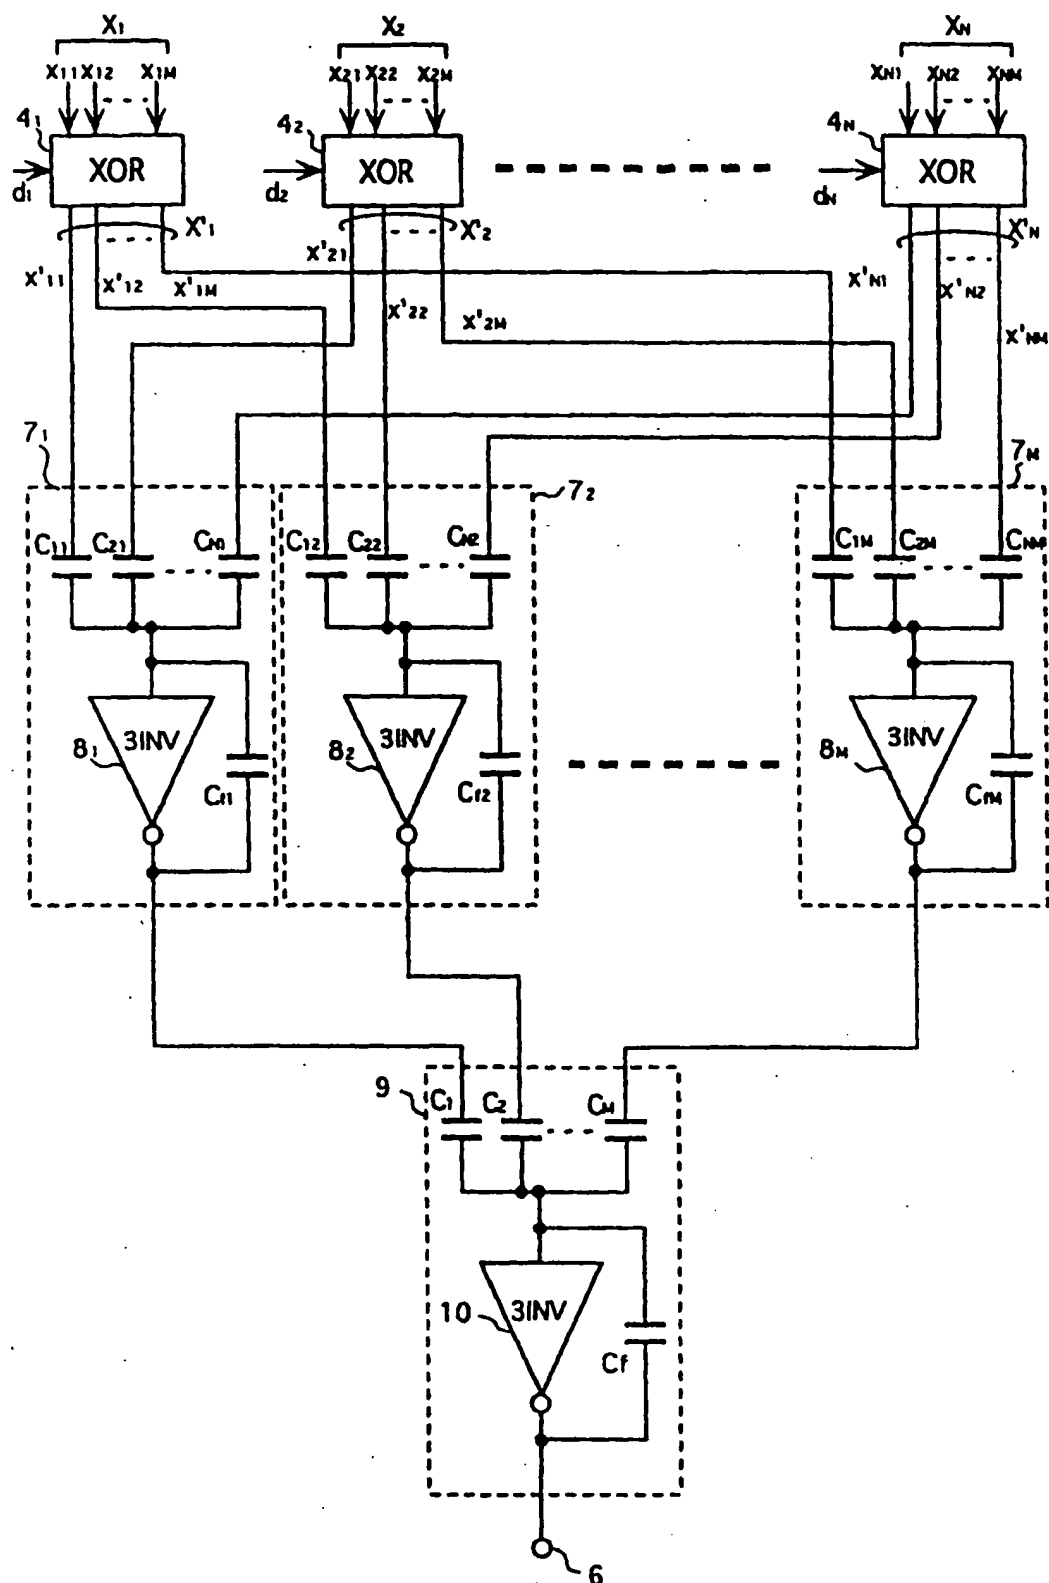 X1 X2 XN
x11 x12 x1M x21 x22 x2M xN1 xN2 xNM
41 42 4N
XOR XOR XOR
d1 d2 dN
X'1 X'2 X'N
x'11 x'12 x'1M x'21 x'22 x'2M x'N1 x'N2 x'NM
71 72 7M
C11 C21 CN1 C12 C22 CN2 C1M C2M CNM
3INV 3INV 3INV
81 82 8M
Cf1 Cf2 CfM
9 C1 C2 CM
3INV
10
Cf
6